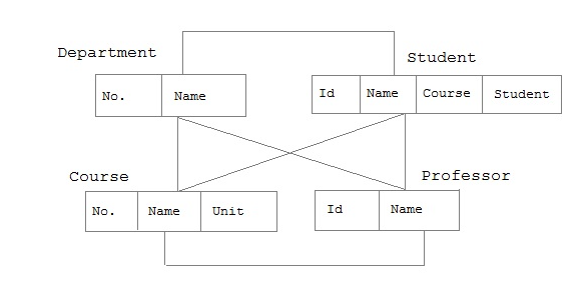 Department
Student
No. Name
Id Name Course Student
Course
Professor
No. Name Unit
Id Name